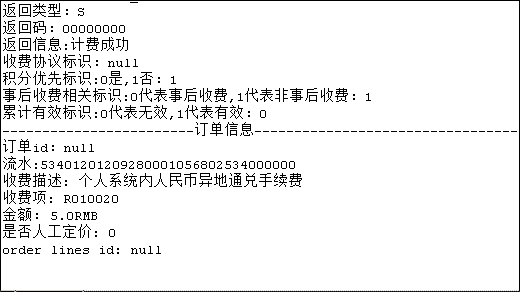 返回类型: S
返回码: 00000000
返回信息:计费成功
收费协议标识: null
积分优先标识:0是,1否: 1
事后收费相关标识:0代表事后收费,1代表非事后收费: 1
累计有效标识:0代表无效,1代表有效: 0
------------------------订单信息---------------------------------
订单id: null
流水:53401201209280001056802534000000
收费描述: 个人系统内人民币异地通兑手续费
收费项: R010020
金额: 5.0RMB
是否人工定价: 0
order lines id: null